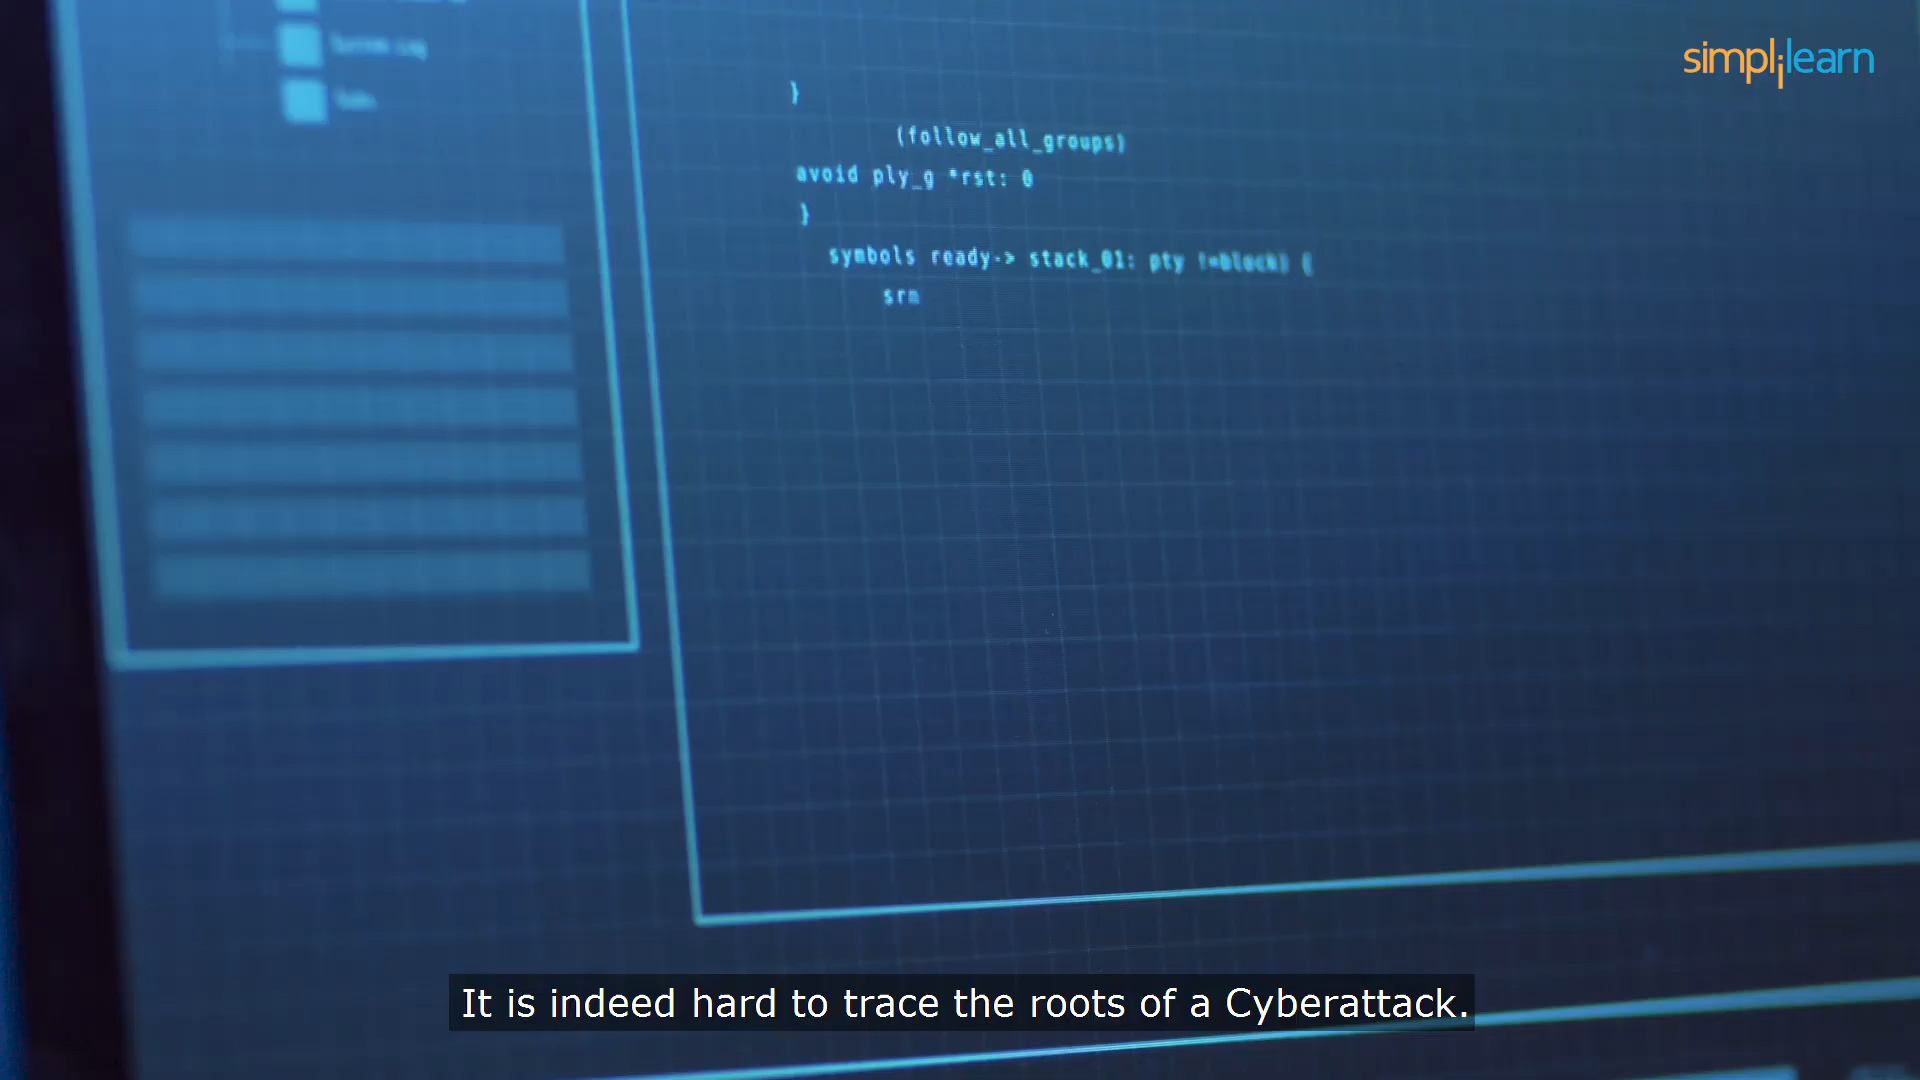 simplilearn
}
(follow_all_groups)
avoid ply_g *rst: 0
}
symbols ready-> stack_01: pty !=block) {
srm
It is indeed hard to trace the roots of a Cyberattack.